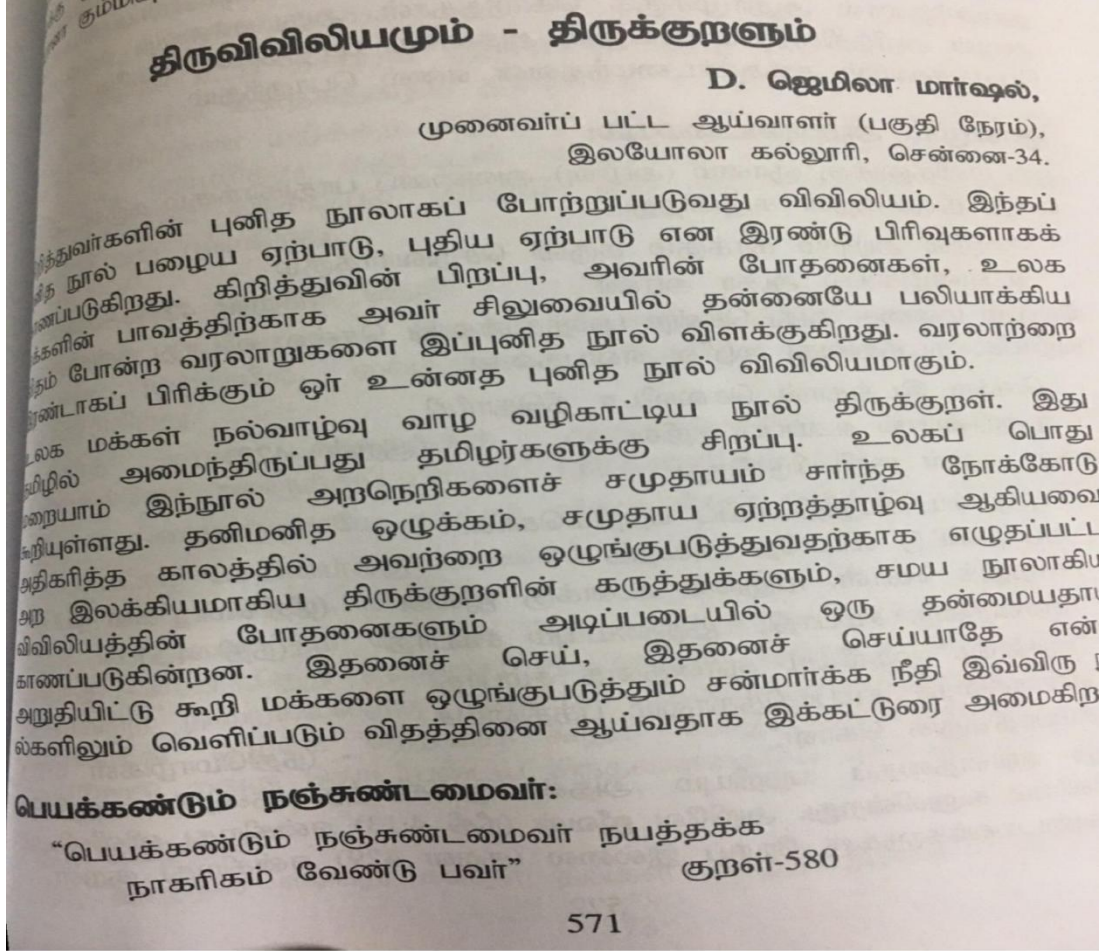 திருவிவிலியமும் - திருக்குறளும்
D. ஜெமிலா மார்ஷல்,
முனைவர்ப் பட்ட ஆய்வாளர் (பகுதி நேரம்),
இலயோலா கல்லூரி, சென்னை-34.
புனித நூலாகப் போற்றுப்படுவது விவிலியம். இந்தப்
நூல் பழைய ஏற்பாடு, புதிய ஏற்பாடு என இரண்டு பிரிவுகளாகக்
கிறித்துவின் பிறப்பு, அவரின் போதனைகள், உலக
பாவத்திற்காக அவர் சிலுவையில் தன்னையே பலியாக்கிய
போன்ற வரலாறுகளை இப்புனித நூல் விளக்குகிறது. வரலாற்றை
பிரிக்கும் ஓர் உன்னத புனித நூல் விவிலியமாகும்.
மக்கள் நல்வாழ்வு வாழ வழிகாட்டிய நூல் திருக்குறள். இது
அமைந்திருப்பது தமிழர்களுக்கு சிறப்பு. உலகப் பொது
இந்நூல் அறநெறிகளைச் சமுதாயம் சார்ந்த நோக்கோடு
கூறியுள்ளது. தனிமனித ஒழுக்கம், சமுதாய ஏற்றத்தாழ்வு ஆகியவை
அதிகரித்த காலத்தில் அவற்றை ஒழுங்குபடுத்துவதற்காக எழுதப்பட்ட
அற இலக்கியமாகிய திருக்குறளின் கருத்துக்களும், சமய
விவிலியத்தின் போதனைகளும் அடிப்படையில் ஒரு
காணப்படுகின்றன. இதனைச் செய், இதனைச் செய்யாதே
அறுதியிட்டு கூறி மக்களை ஒழுங்குபடுத்தும் சன்மார்க்க நீதி இவ்விரு
வெளிப்படும் விதத்தினை ஆய்வதாக இக்கட்டுரை
பெயக்கண்டும் நஞ்சுண்டமைவர்:
“பெயக்கண்டும் நஞ்சுண்டமைவர் நயத்தக்க
நாகரிகம் வேண்டு பவர்” குறள்-580
571